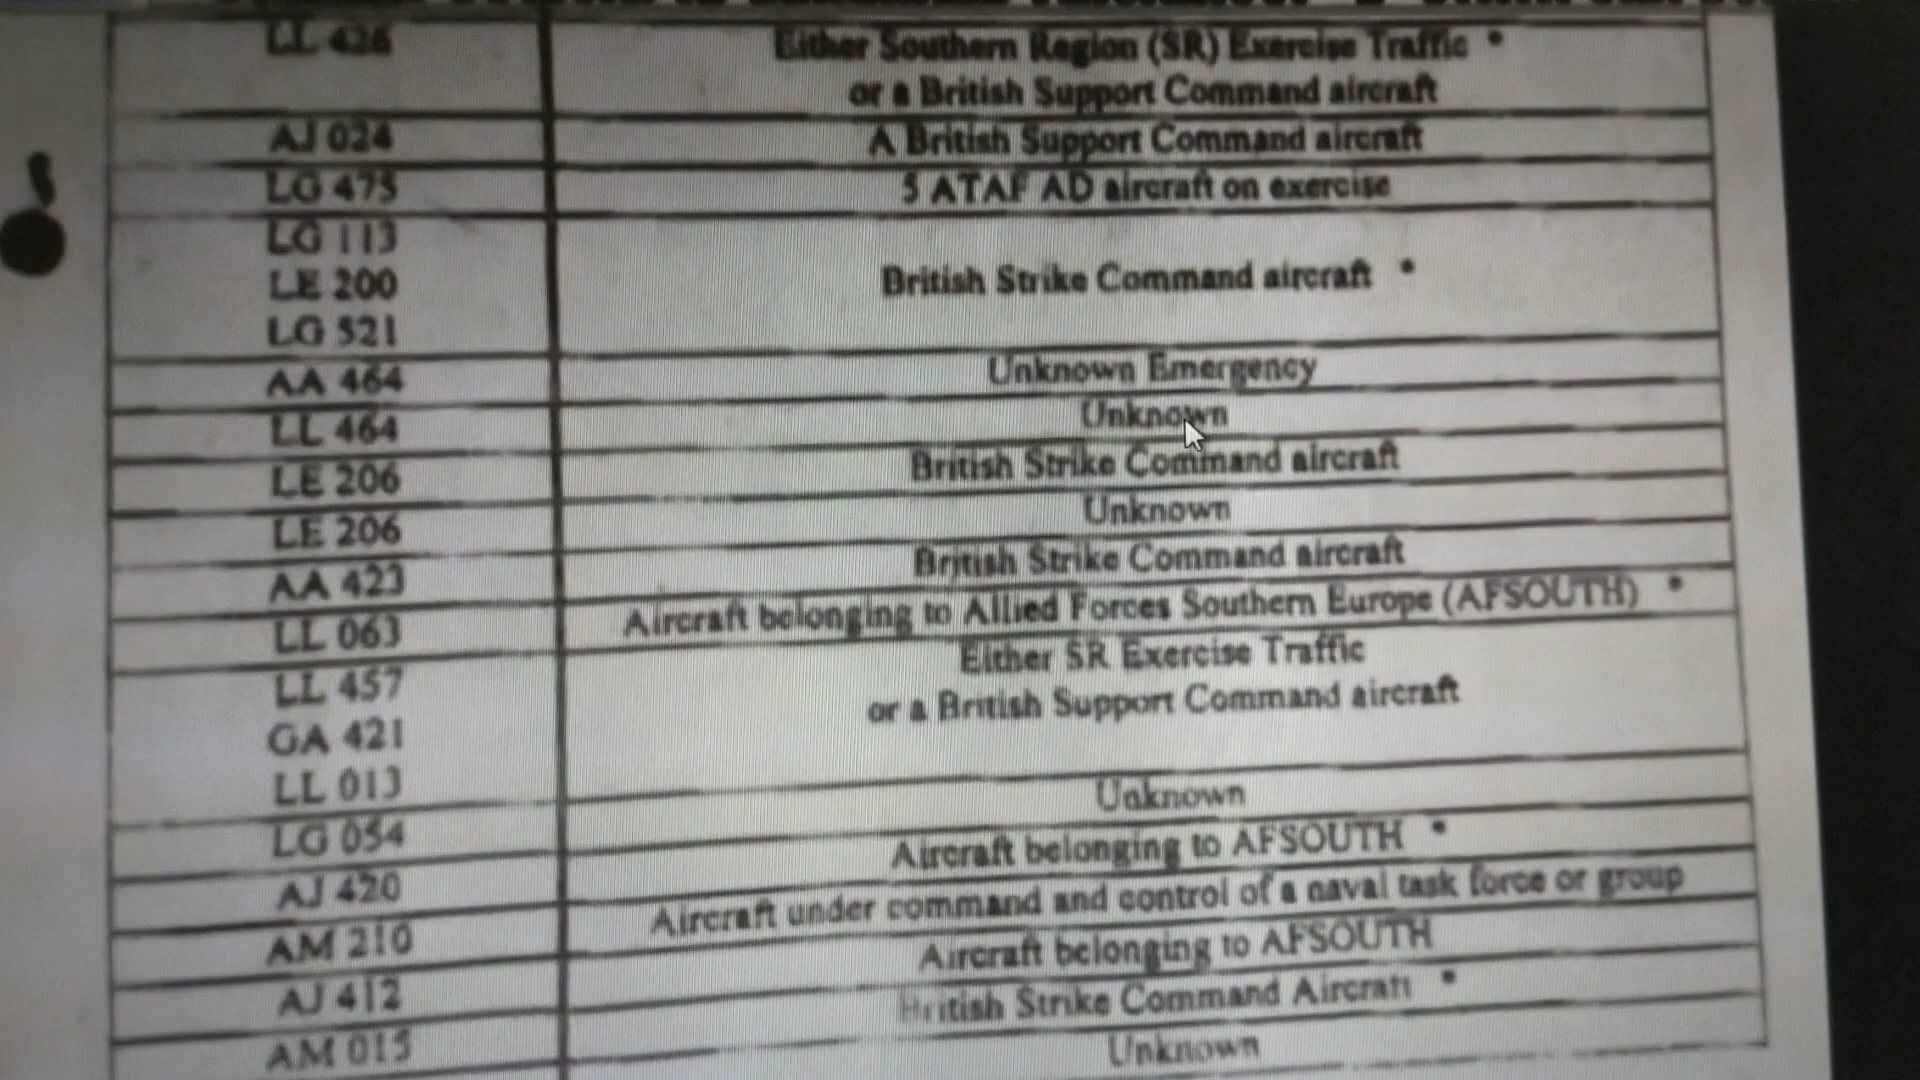 LL 426 Either Southern Region (SR) Exercise Traffic *
or a British Support Command aircraft
AJ 024 A British Support Command aircraft
LG 475 5 ATAF AD aircraft on exercise
LG 113
LE 200 British Strike Command aircraft *
LG 521
AA 464 Unknown Emergency
LL 464 Unknown
LE 206 British Strike Command aircraft
LE 206 Unknown
AA 423 British Strike Command aircraft
LL 063 Aircraft belonging to Allied Forces Southern Europe (AFSOUTH) *
LL 457 Either SR Exercise Traffic
GA 421 or a British Support Command aircraft
LL 013
LG 054 Unknown
AJ 420 Aircraft belonging to AFSOUTH *
AM 210 Aircraft under command and control of a naval task force or group
AJ 412 Aircraft belonging to AFSOUTH
AM 015 British Strike Command Aircraft *
Unknown